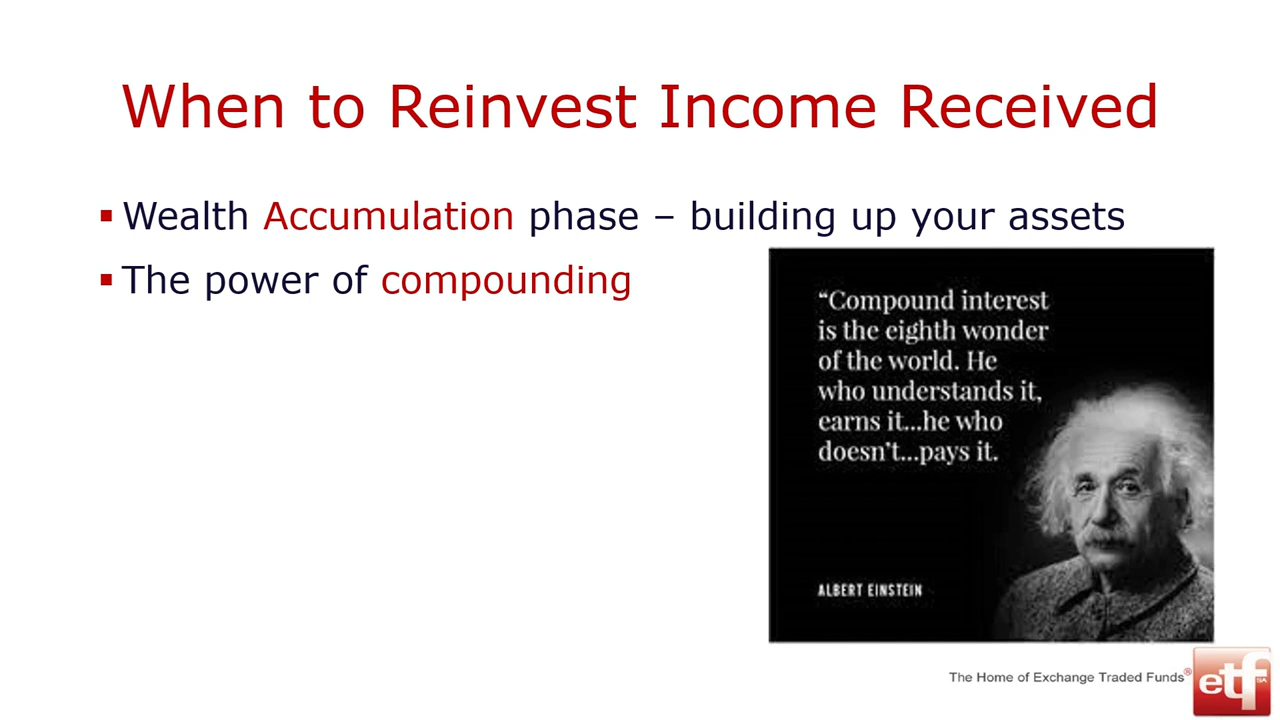 When to Reinvest Income Received
Wealth Accumulation phase – building up your assets
The power of compounding
“Compound interest
is the eighth wonder
of the world. He
who understands it,
earns it...he who
doesn’t...pays it.
ALBERT EINSTEIN
The Home of Exchange Traded Funds®
etf
SA